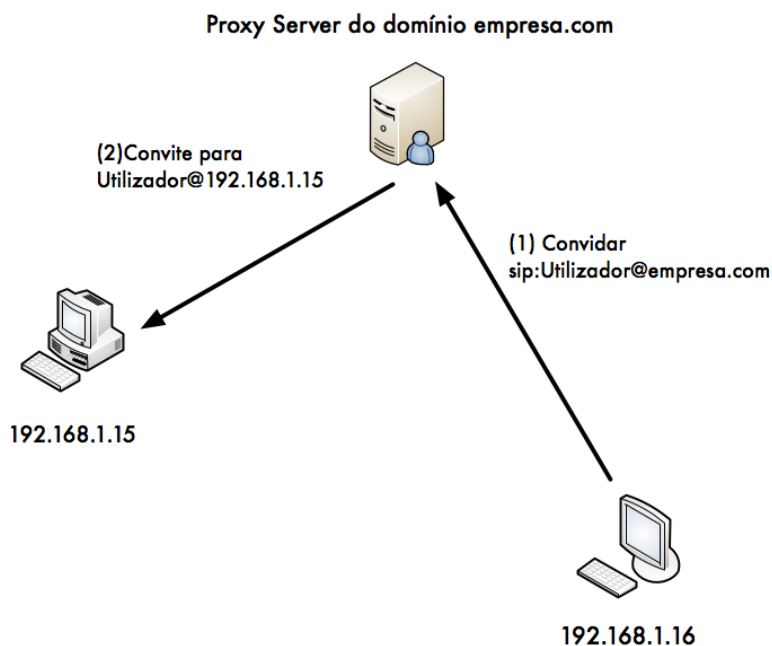 Proxy Server do domínio empresa.com
(2)Convite para
Utilizador@192.168.1.15
(1) Convidar
sip:Utilizador@empresa.com
192.168.1.15
192.168.1.16